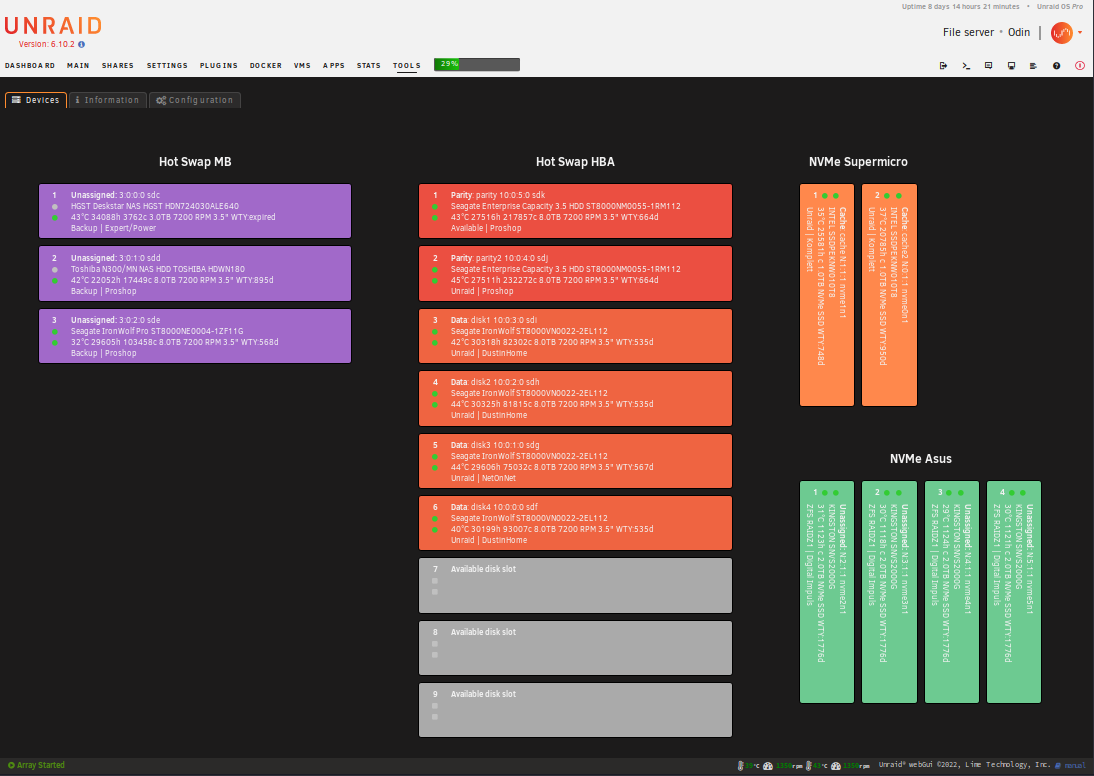 Uptime 8 days 14 hours 21 minutes • Unraid OS Pro
UNRAID
Version: 6.10.2
File server • Odin
DASHBOARD MAIN SHARES SETTINGS PLUGINS DOCKER VMS APPS STATS TOOLS 29%
Devices Information Configuration
Hot Swap MB
1 Unassigned: 3:0:0:0 sdc
HGST Deskstar NAS HGST HDN724030ALE640
43°C 34088h 3762c 3.0TB 7200 RPM 3.5" WTY:expired
Backup | Expert/Power
2 Unassigned: 3:0:1:0 sdd
Toshiba N300/MN NAS HDD TOSHIBA HDWN180
42°C 22052h 17449c 8.0TB 7200 RPM 3.5" WTY:895d
Backup | Proshop
3 Unassigned: 3:0:2:0 sde
Seagate IronWolf Pro ST8000NE0004-1ZF11G
32°C 29605h 103458c 8.0TB 7200 RPM 3.5" WTY:568d
Backup | Proshop
Hot Swap HBA
1 Parity: parity 10:0:5:0 sdk
Seagate Enterprise Capacity 3.5 HDD ST8000NM0055-1RM112
43°C 27516h 217857c 8.0TB 7200 RPM 3.5" WTY:664d
Available | Proshop
2 Parity: parity2 10:0:4:0 sdj
Seagate Enterprise Capacity 3.5 HDD ST8000NM0055-1RM112
45°C 27511h 232272c 8.0TB 7200 RPM 3.5" WTY:664d
Unraid | Proshop
3 Data: disk1 10:0:3:0 sdi
Seagate IronWolf ST8000VN0022-2EL112
42°C 30318h 82302c 8.0TB 7200 RPM 3.5" WTY:535d
Unraid | DustinHome
4 Data: disk2 10:0:2:0 sdh
Seagate IronWolf ST8000VN0022-2EL112
44°C 30325h 81815c 8.0TB 7200 RPM 3.5" WTY:535d
Unraid | DustinHome
5 Data: disk3 10:0:1:0 sdg
Seagate IronWolf ST8000VN0022-2EL112
44°C 29606h 75032c 8.0TB 7200 RPM 3.5" WTY:567d
Unraid | NetOnNet
6 Data: disk4 10:0:0:0 sdf
Seagate IronWolf ST8000VN0022-2EL112
40°C 30199h 93007c 8.0TB 7200 RPM 3.5" WTY:535d
Unraid | DustinHome
7 Available disk slot
8 Available disk slot
9 Available disk slot
NVMe Supermicro
1 Cache: cache N:1:1:1 nvme1n1
INTEL SSDPEKNW010T8
35°C 25581h c 1.0TB NVMe SSD WTY:748d
Unraid | Komplett
2 Cache: cache2 N:0:1:1 nvme0n1
INTEL SSDPEKNW010T8
37°C 20785h c 1.0TB NVMe SSD WTY:950d
Unraid | Komplett
NVMe Asus
1 Unassigned: N:2:1:1 nvme2n1
KINGSTON SNVS2000G
31°C 1123h c 2.0TB NVMe SSD WTY:1776d
ZFS RAIDZ1 | Digital Impuls
2 Unassigned: N:3:1:1 nvme3n1
KINGSTON SNVS2000G
30°C 1118h c 2.0TB NVMe SSD WTY:1776d
ZFS RAIDZ1 | Digital Impuls
3 Unassigned: N:4:1:1 nvme4n1
KINGSTON SNVS2000G
29°C 1124h c 2.0TB NVMe SSD WTY:1776d
ZFS RAIDZ1 | Digital Impuls
4 Unassigned: N:5:1:1 nvme5n1
KINGSTON SNVS2000G
30°C 1121h c 2.0TB NVMe SSD WTY:1776d
ZFS RAIDZ1 | Digital Impuls
Array Started
rpm rpm Unraid® webGui ©2022, Lime Technology, Inc. manual